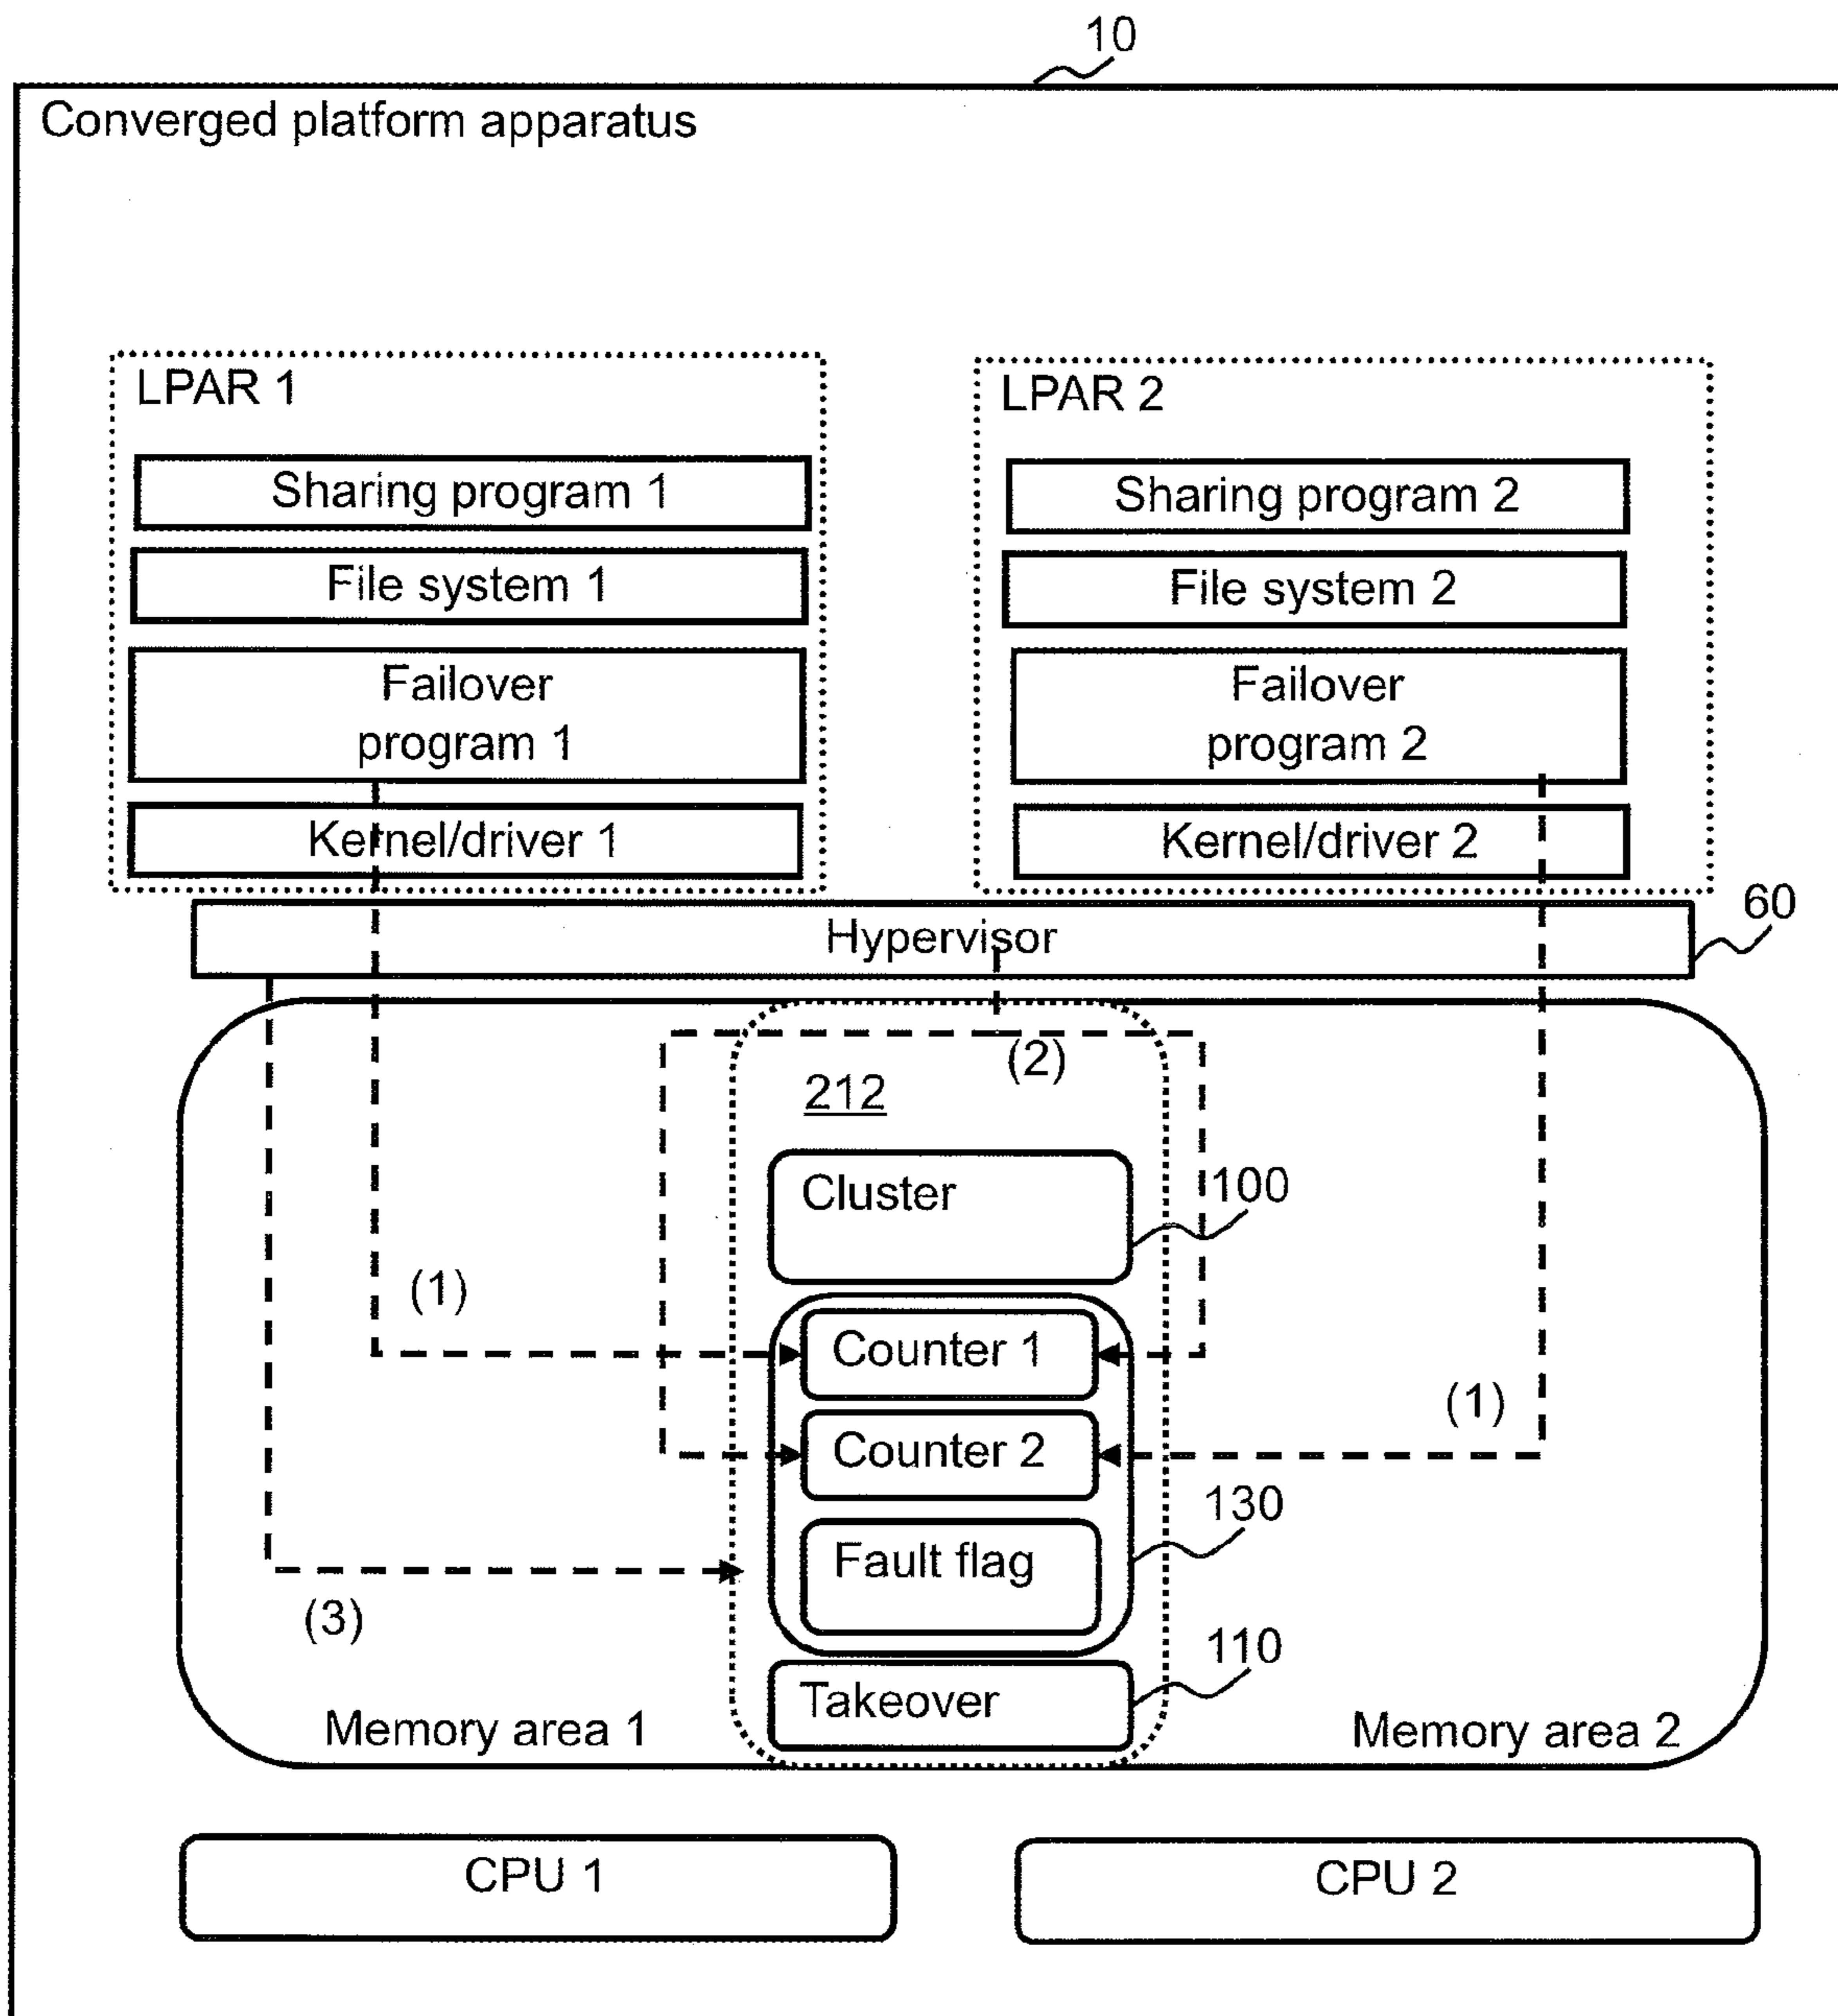 10
Converged platform apparatus
LPAR 1
LPAR 2
Sharing program 1
Sharing program 2
File system 1
File system 2
Failover
program 1
Failover
program 2
Kernel/driver 1
Kernel/driver 2
60
Hypervisor
(2)
212
Cluster
100
(1)
Counter 1
(1)
Counter 2
130
Fault flag
(3)
110
Takeover
Memory area 1
Memory area 2
CPU 1
CPU 2